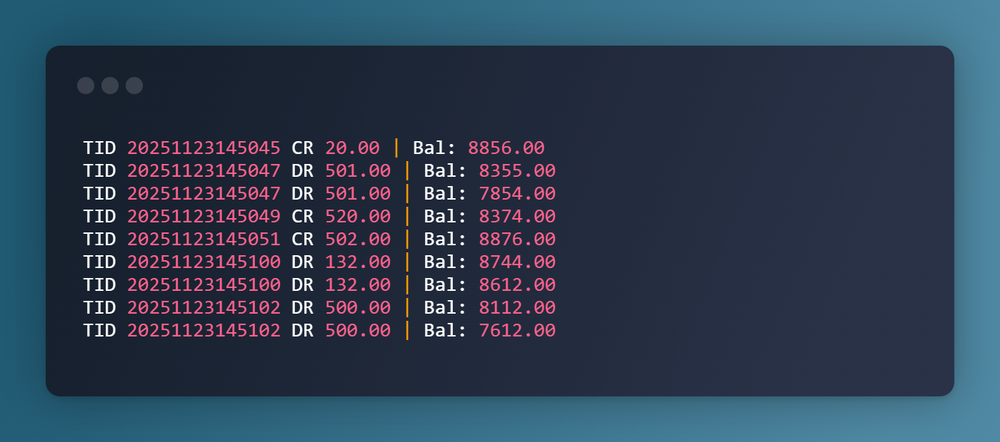 TID 20251123145045 CR 20.00 | Bal: 8856.00
TID 20251123145047 DR 501.00 | Bal: 8355.00
TID 20251123145047 DR 501.00 | Bal: 7854.00
TID 20251123145049 CR 520.00 | Bal: 8374.00
TID 20251123145051 CR 502.00 | Bal: 8876.00
TID 20251123145100 DR 132.00 | Bal: 8744.00
TID 20251123145100 DR 132.00 | Bal: 8612.00
TID 20251123145102 DR 500.00 | Bal: 8112.00
TID 20251123145102 DR 500.00 | Bal: 7612.00